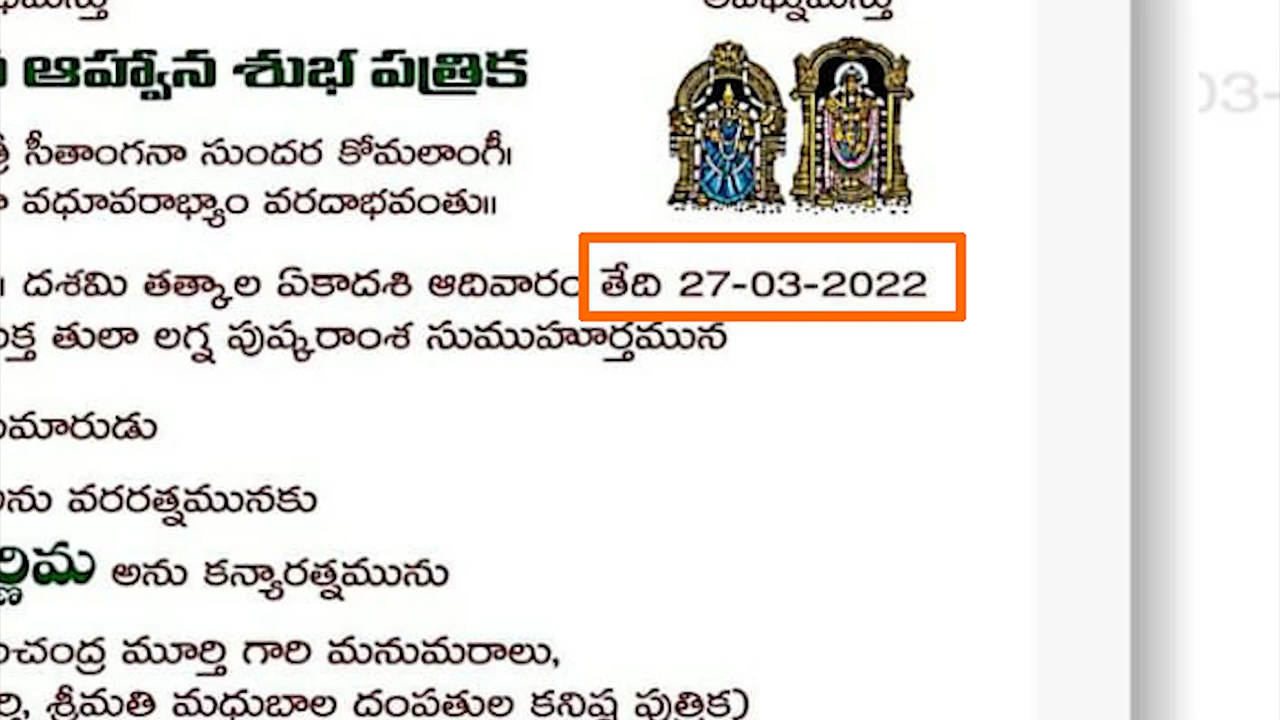 ఆహ్వాన శుభ పత్రిక
సీతాంగనా సుందర కోమలాంగీ।
వధూవరాభ్యాం వరదాభవంతు॥
దశమి తత్కాల ఏకాదశి ఆదివారం తేది 27-03-2022
తులా లగ్న పుష్కరాంశ సుముహూర్తమున
వరరత్నమునకు
అను కన్యారత్నమును
మూర్తి గారి మనుమరాలు,
శ్రీమతి మధుబాల దంపతుల కనిష్ఠ పుత్రిక)